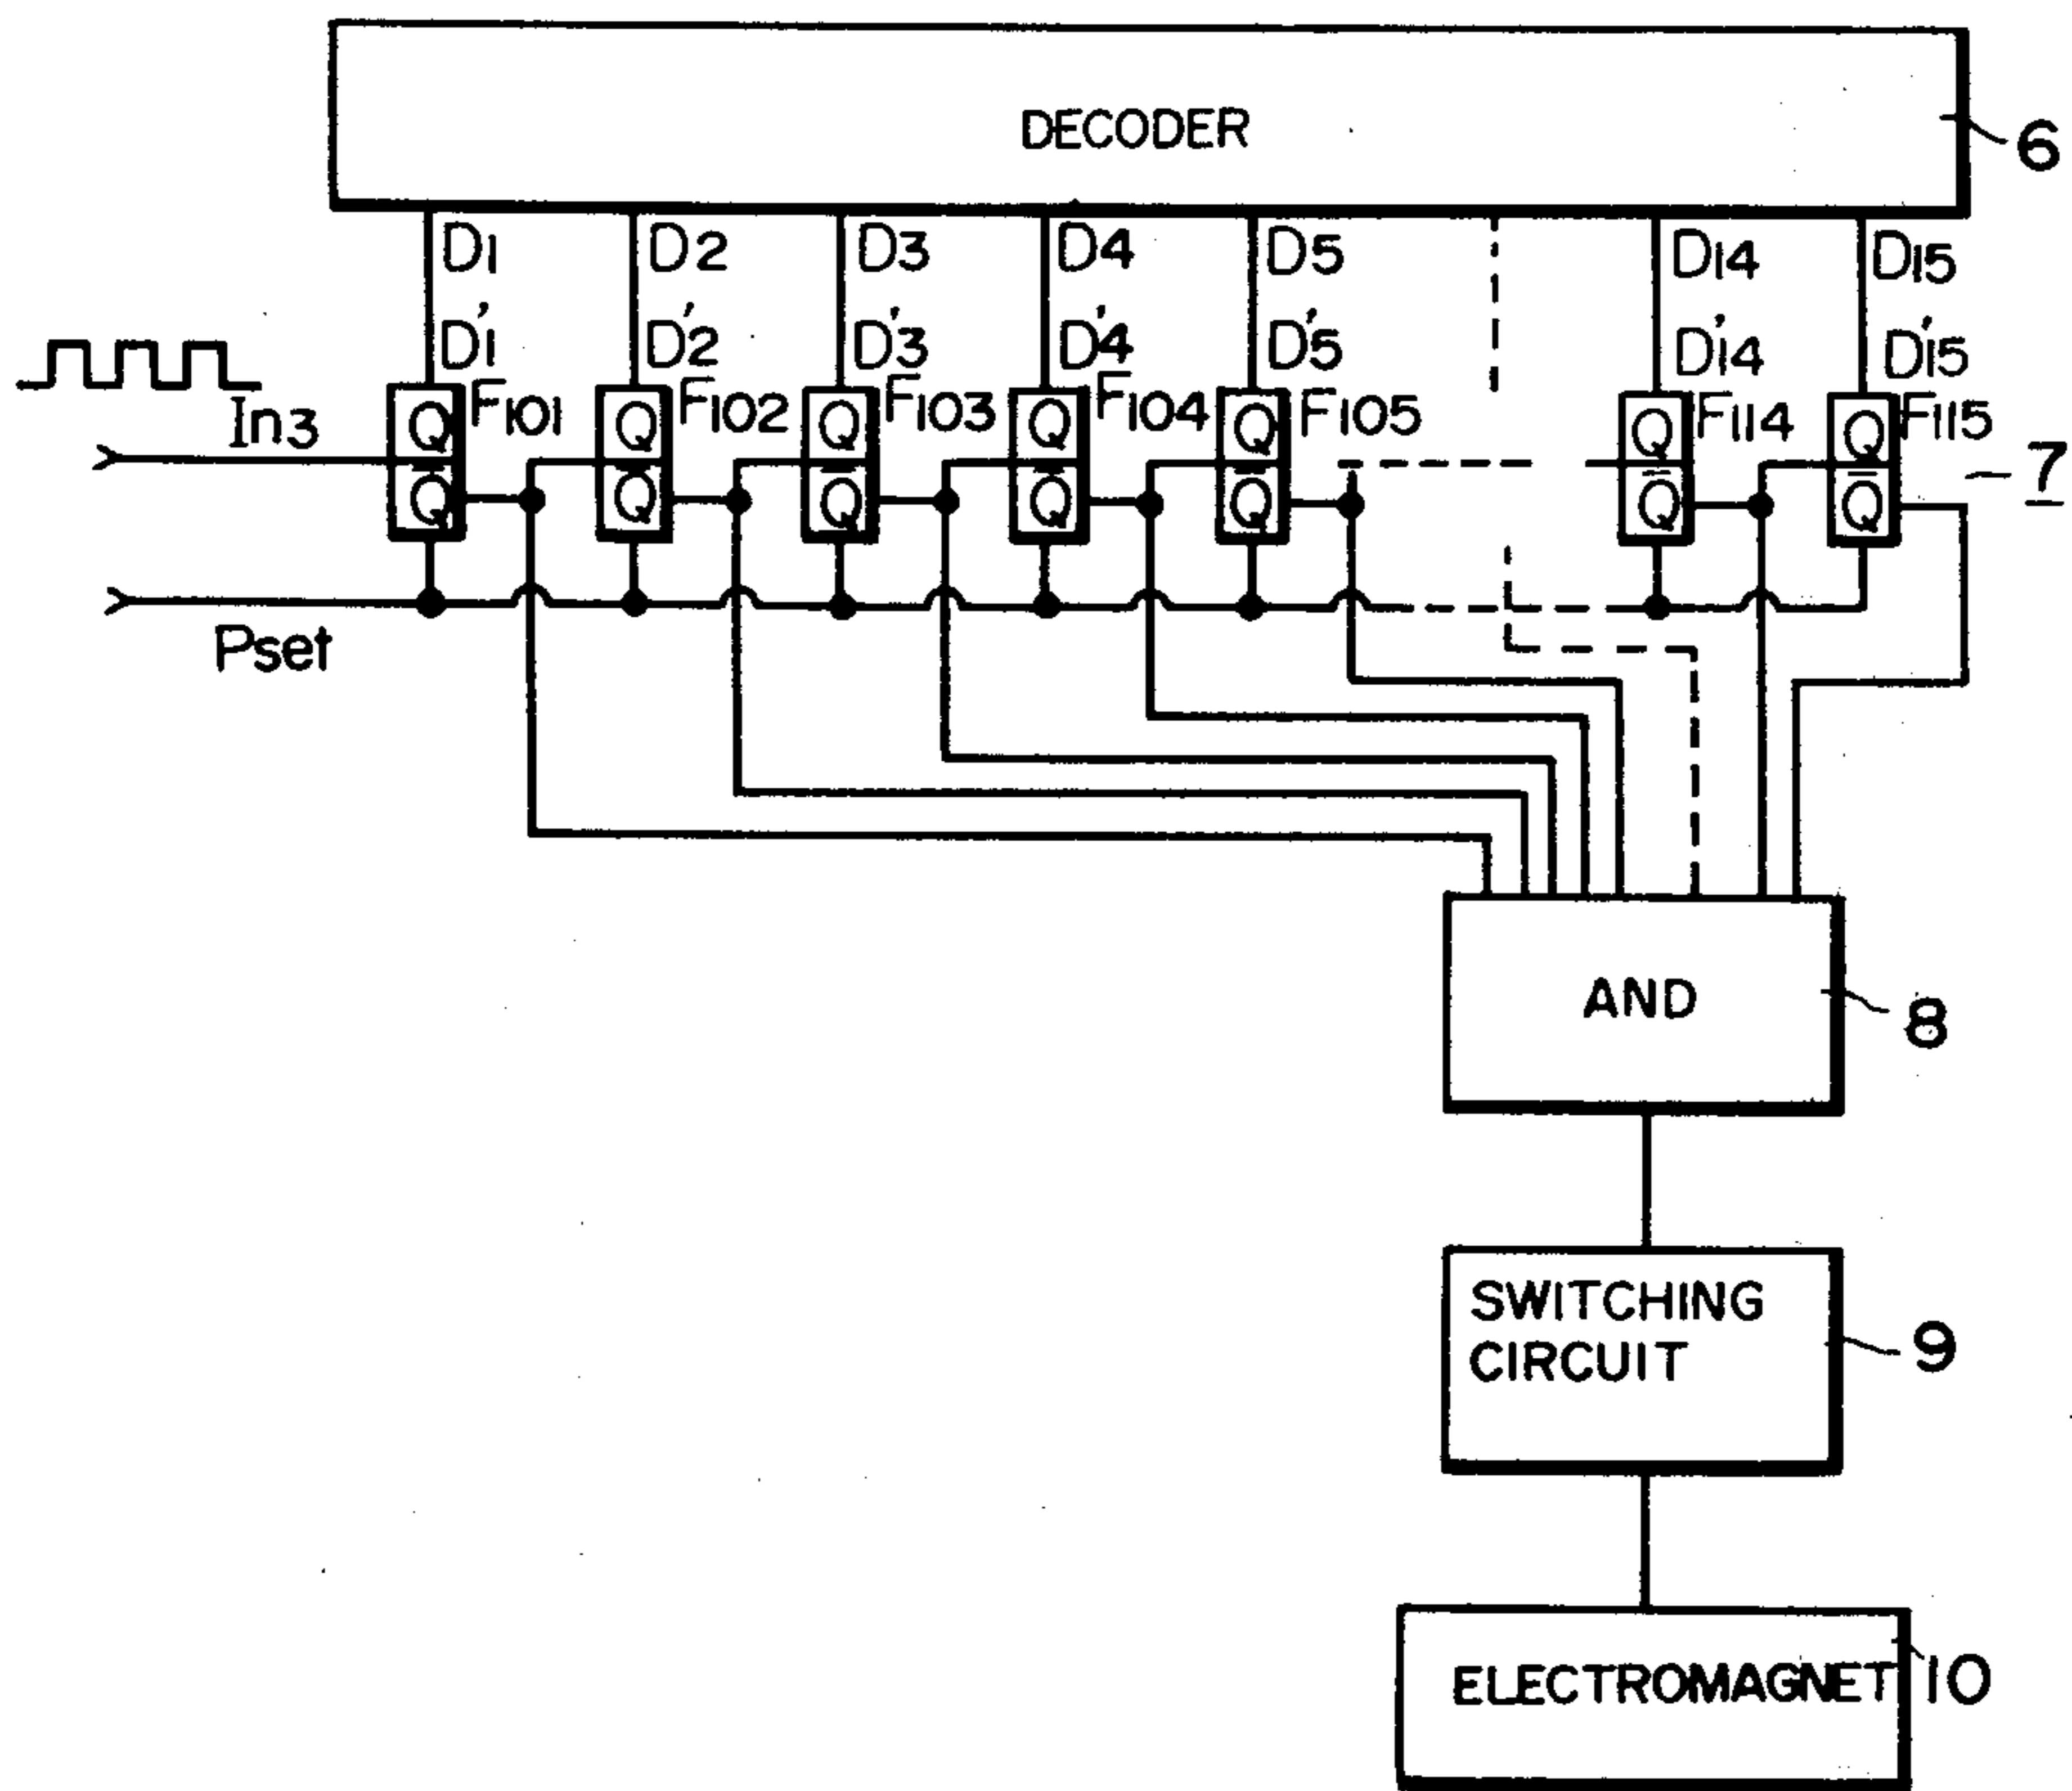 DECODER
6
D1 D2 D3 D4 D5 D14 D15
D'1 D'2 D'3 D'4 D'5 D'14 D'15
In3
F101 F102 F103 F104 F105 F114 F115
Q Q Q Q Q Q Q
Q̅ Q̅ Q̅ Q̅ Q̅ Q̅ Q̅
7
Pset
AND
8
SWITCHING
CIRCUIT
9
ELECTROMAGNET
10